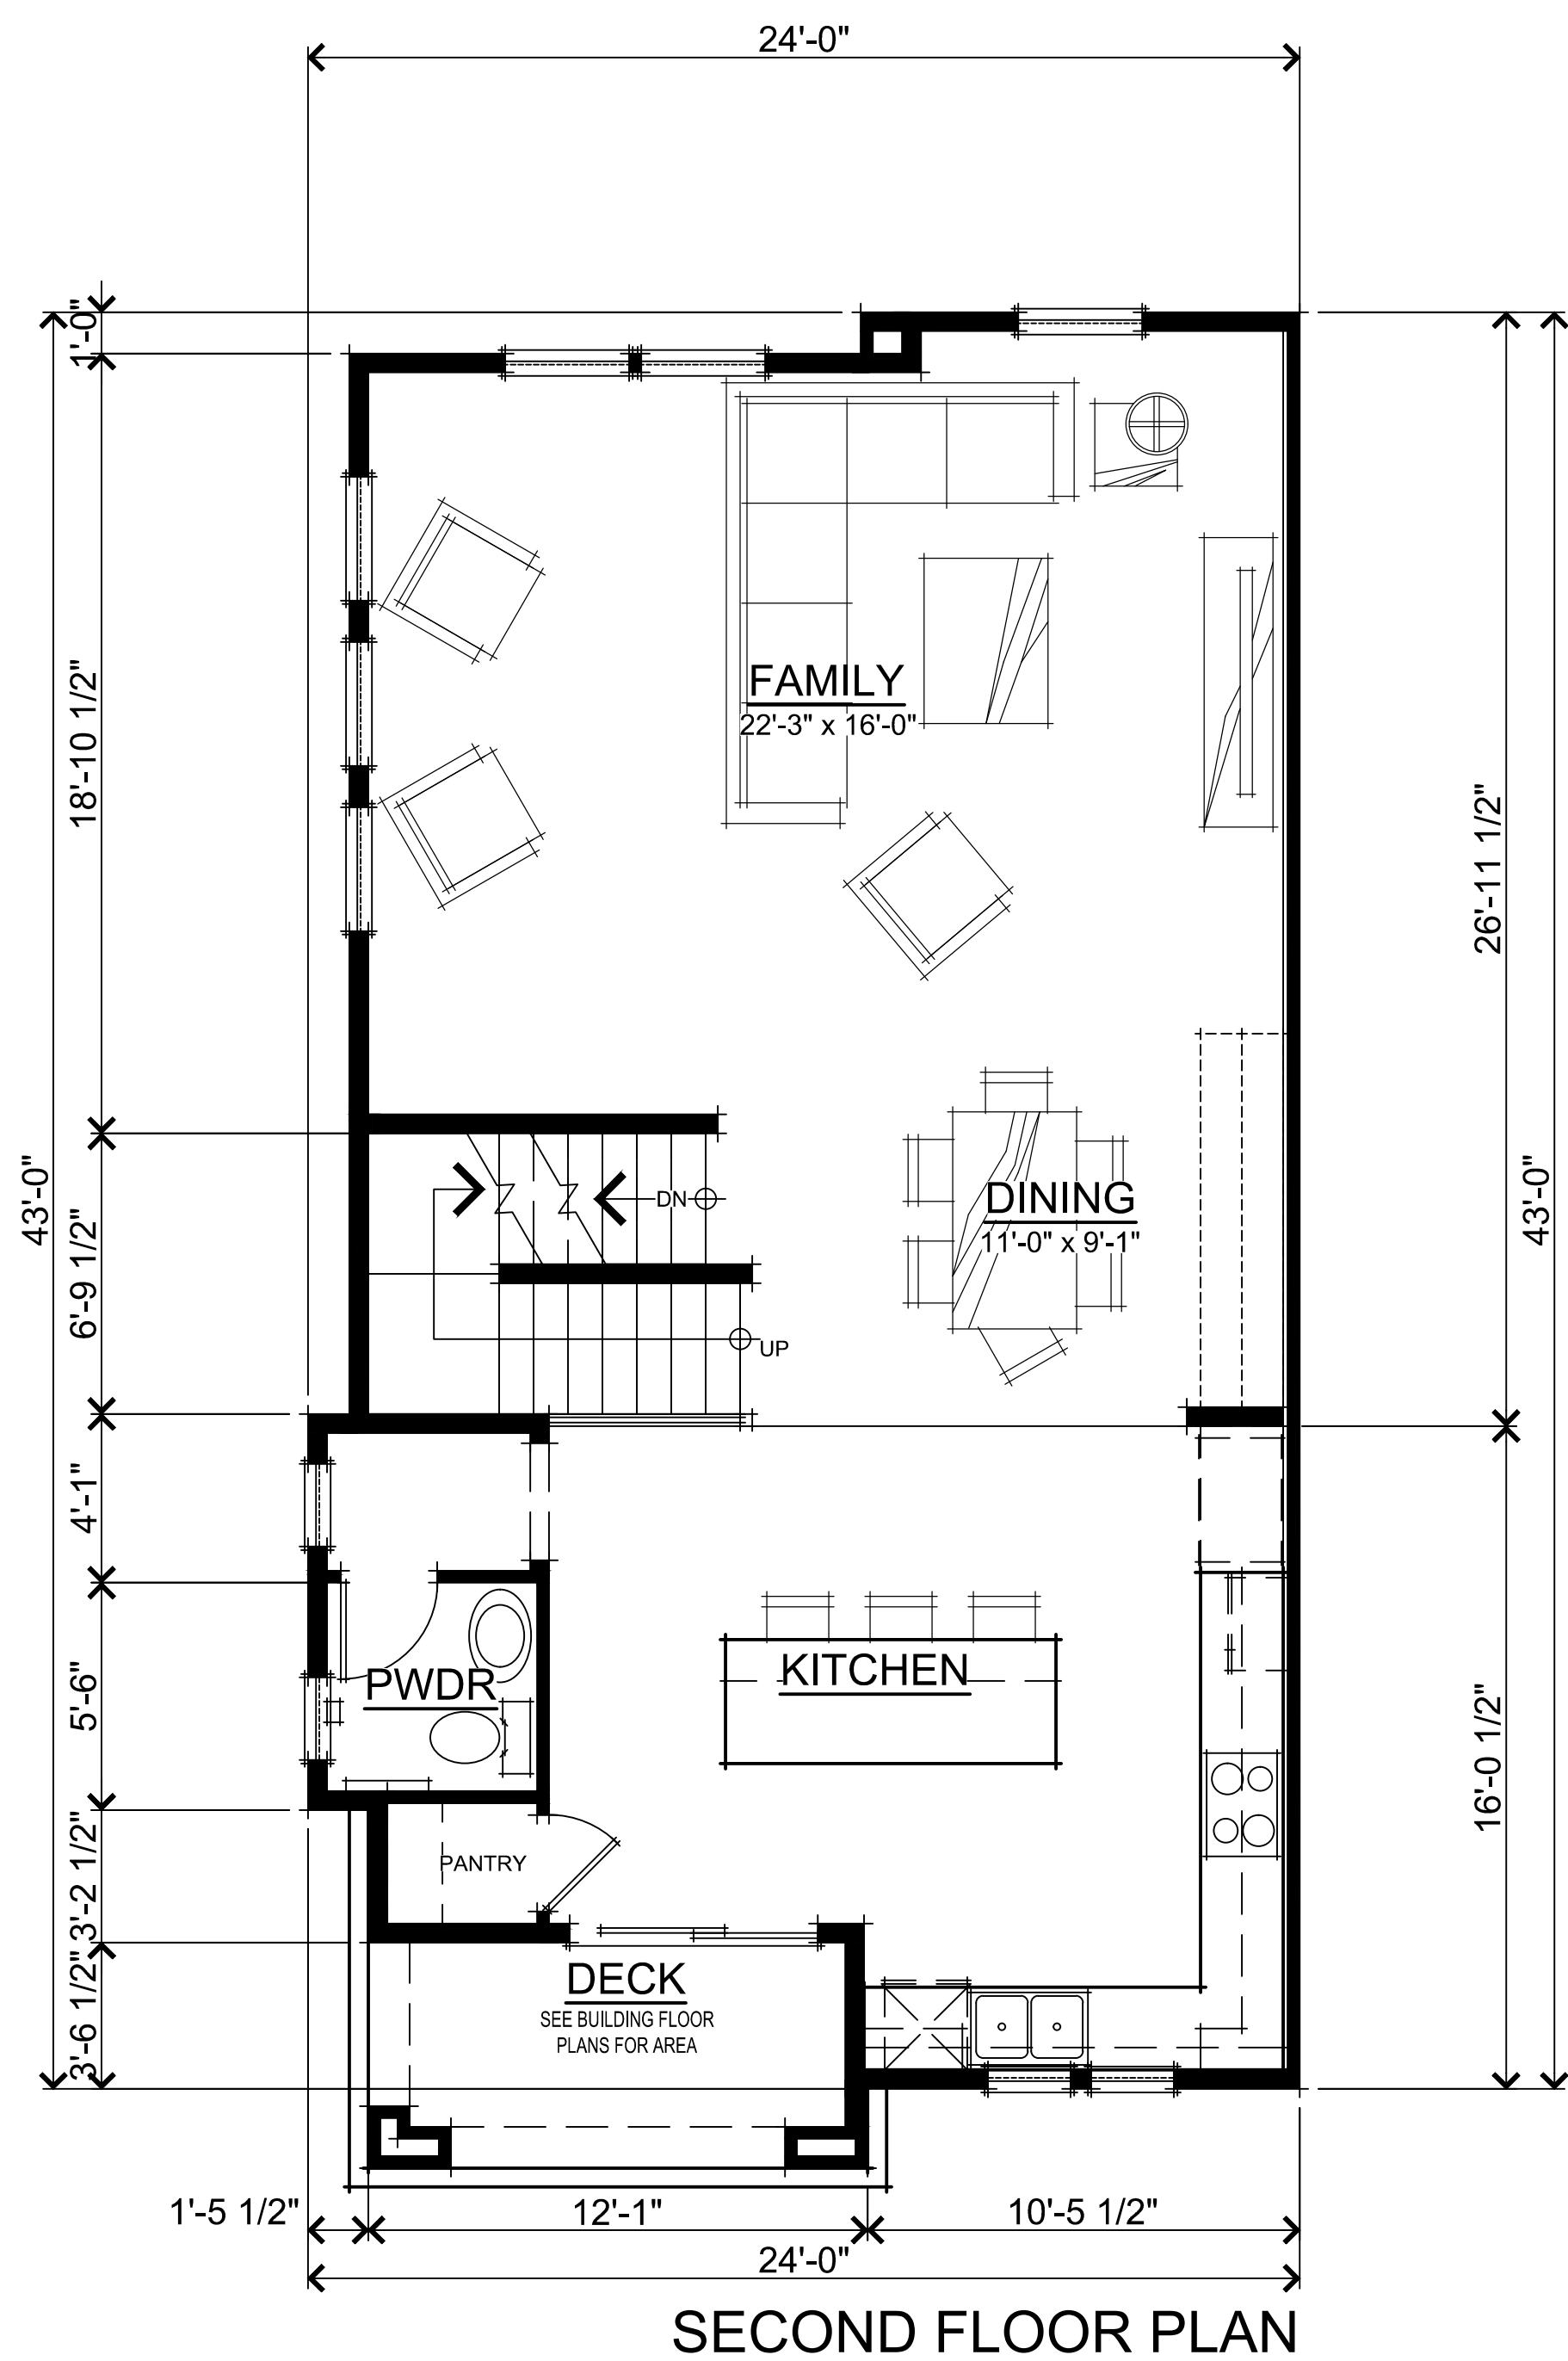 24'-0"
1'-0"
18'-10 1/2"
FAMILY
22'-3" x 16'-0"
26'-11 1/2"
43'-0"
6'-9 1/2"
DN
UP
DINING
11'-0" x 9'-1"
43'-0"
4'-1"
5'-6"
PWDR
KITCHEN
16'-0 1/2"
3'-2 1/2"
PANTRY
3'-6 1/2"
DECK
SEE BUILDING FLOOR
PLANS FOR AREA
1'-5 1/2"
12'-1"
10'-5 1/2"
24'-0"
SECOND FLOOR PLAN